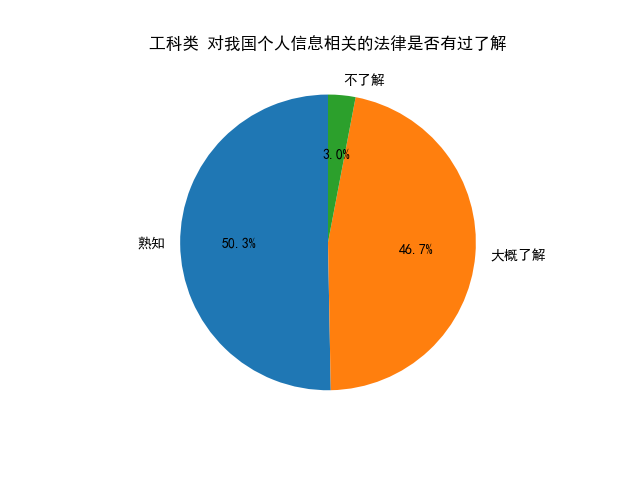 工科类 对我国个人信息相关的法律是否有过了解
不了解
3.0%
熟知
50.3%
46.7%
大概了解